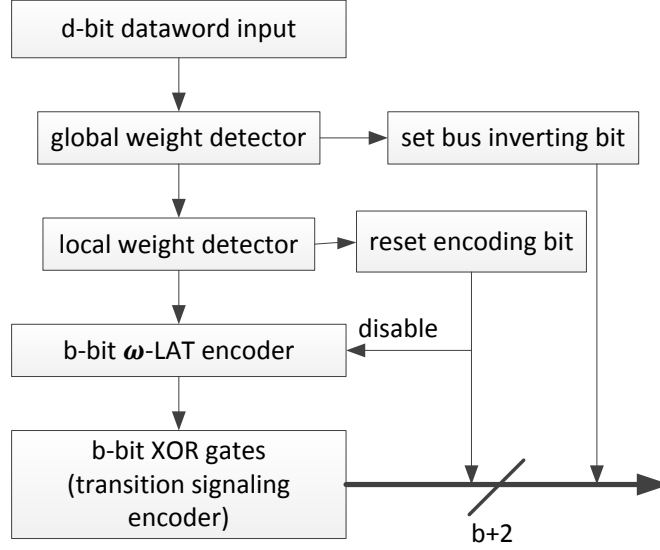 d-bit dataword input
global weight detector
set bus inverting bit
local weight detector
reset encoding bit
disable
b-bit ω-LAT encoder
b-bit XOR gates
(transition signaling
encoder)
b+2